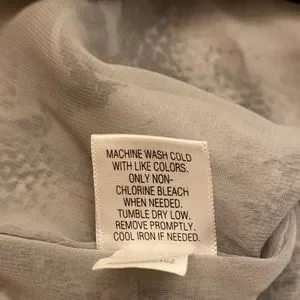 MACHINE WASH COLD
WITH LIKE COLORS.
ONLY NON-
CHLORINE BLEACH
WHEN NEEDED.
TUMBLE DRY LOW.
REMOVE PROMPTLY.
COOL IRON IF NEEDED.